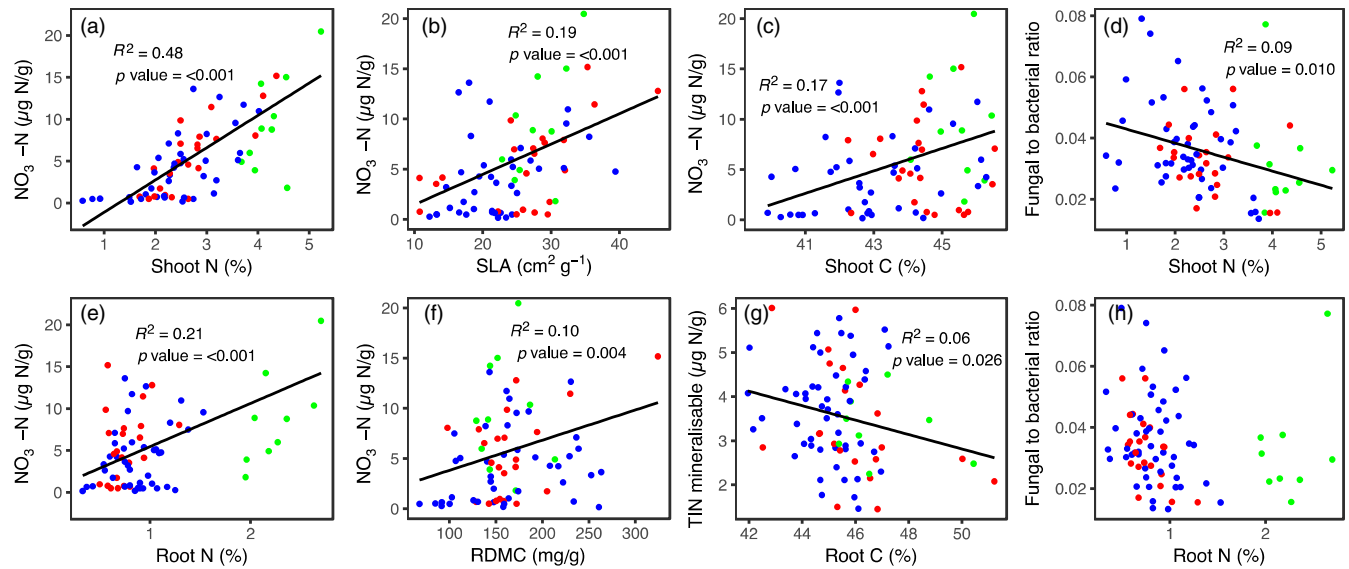 (a)
R² = 0.48
p value = <0.001
NO₃ –N (µg N/g)
20
15
10
5
0
1 2 3 4 5
Shoot N (%)
(b)
R² = 0.19
p value = <0.001
NO₃ –N (µg N/g)
20
15
10
5
0
10 20 30 40
SLA (cm² g⁻¹)
(c)
R² = 0.17
p value = <0.001
NO₃ –N (µg N/g)
20
15
10
5
0
41 43 45
Shoot C (%)
(d)
R² = 0.09
p value = 0.010
Fungal to bacterial ratio
0.08
0.06
0.04
0.02
1 2 3 4 5
Shoot N (%)
(e)
R² = 0.21
p value = <0.001
NO₃ –N (µg N/g)
20
15
10
5
0
1 2
Root N (%)
(f)
R² = 0.10
p value = 0.004
NO₃ –N (µg N/g)
20
15
10
5
0
100 150 200 250 300
RDMC (mg/g)
(g)
R² = 0.06
p value = 0.026
TIN mineralisable (µg N/g)
6
5
4
3
2
42 44 46 48 50
Root C (%)
(h)
Fungal to bacterial ratio
0.08
0.06
0.04
0.02
1 2
Root N (%)